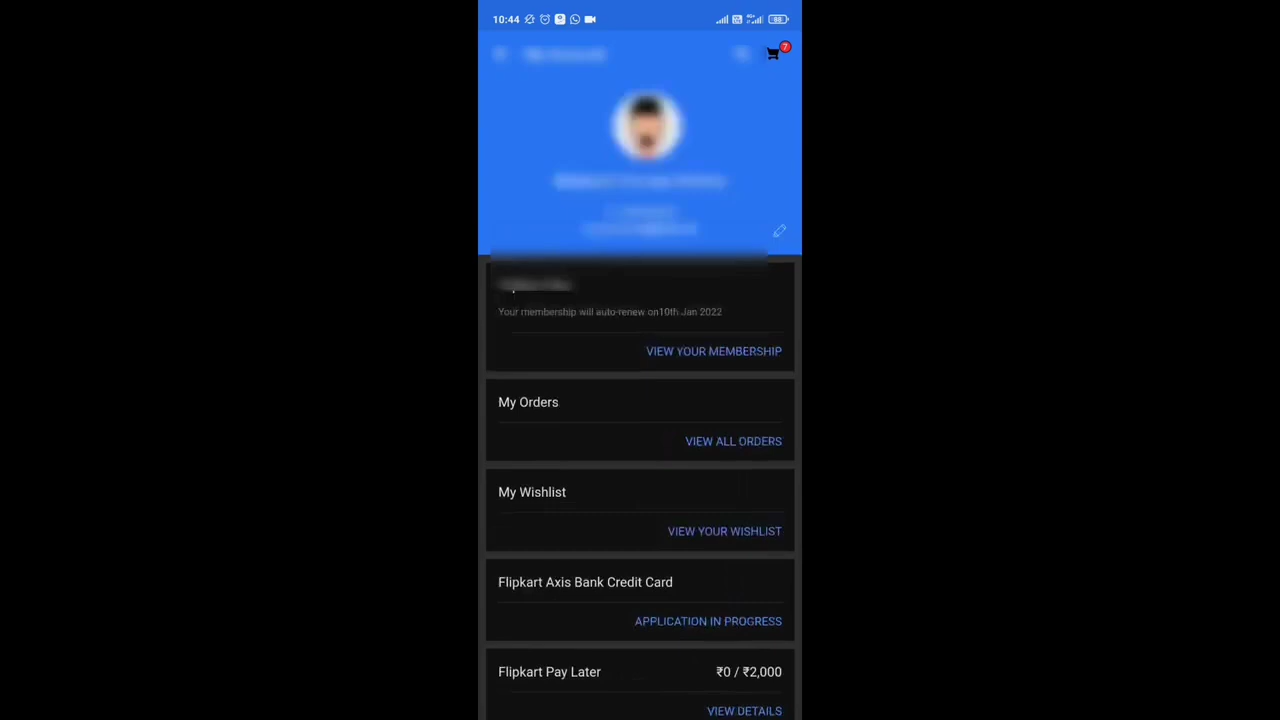 10:44
88
7
Your membership will auto-renew on10th Jan 2022
VIEW YOUR MEMBERSHIP
My Orders
VIEW ALL ORDERS
My Wishlist
VIEW YOUR WISHLIST
Flipkart Axis Bank Credit Card
APPLICATION IN PROGRESS
Flipkart Pay Later ₹0 / ₹2,000
VIEW DETAILS